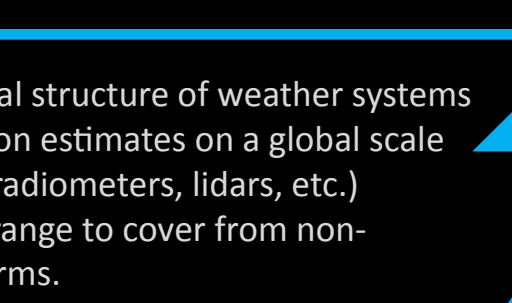 al structure of weather systems
on estimates on a global scale
radiometers, lidars, etc.)
range to cover from non-
rms.